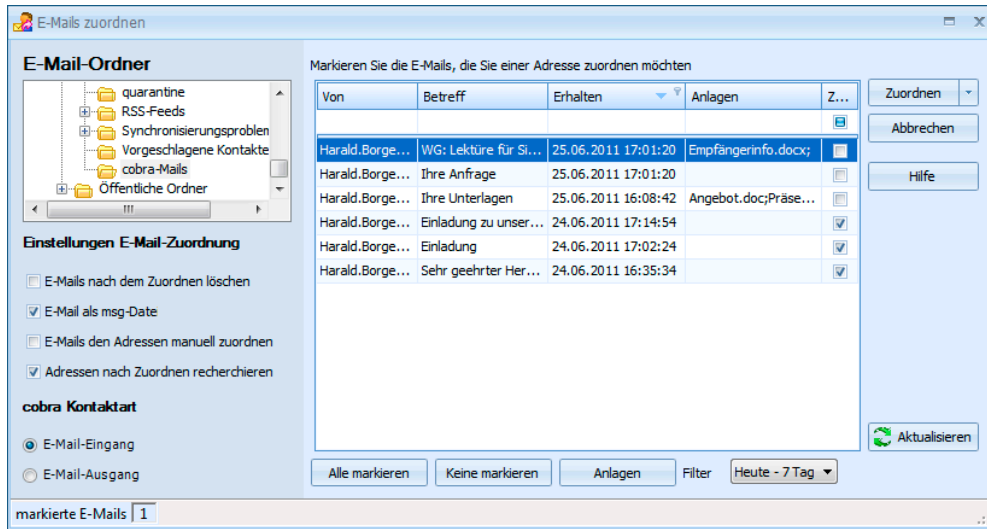 E-Mails zuordnen
E-Mail-Ordner
quarantine
RSS-Feeds
Synchronisierungsproblen
Vorgeschlagene Kontakte
cobra-Mails
Öffentliche Ordner
Einstellungen E-Mail-Zuordnung
E-Mails nach dem Zuordnen löschen
E-Mail als msg-Date
E-Mails den Adressen manuell zuordnen
Adressen nach Zuordnen recherchieren
cobra Kontaktart
E-Mail-Eingang
E-Mail-Ausgang
Markieren Sie die E-Mails, die Sie einer Adresse zuordnen möchten
Von Betreff Erhalten Anlagen Z...
Harald.Borge... WG: Lektüre für Si... 25.06.2011 17:01:20 Empfängerinfo.docx;
Harald.Borge... Ihre Anfrage 25.06.2011 17:01:20
Harald.Borge... Ihre Unterlagen 25.06.2011 16:08:42 Angebot.doc;Präse...
Harald.Borge... Einladung zu unser... 24.06.2011 17:14:54
Harald.Borge... Einladung 24.06.2011 17:02:24
Harald.Borge... Sehr geehrter Her... 24.06.2011 16:35:34
Alle markieren Keine markieren Anlagen Filter Heute - 7 Tag
Zuordnen
Abbrechen
Hilfe
Aktualisieren
markierte E-Mails 1